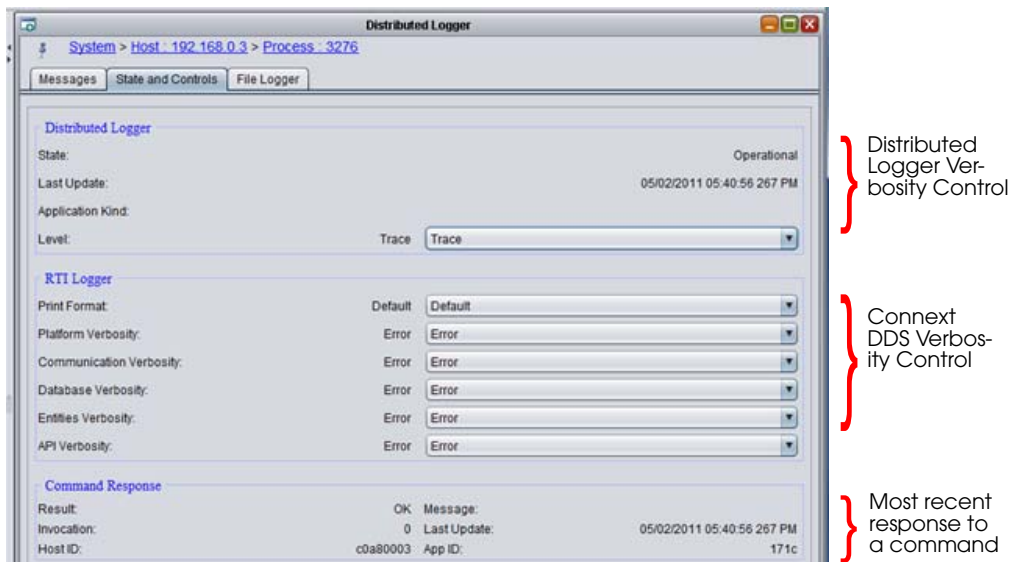 Distributed Logger
System > Host : 192.168.0.3 > Process : 3276
Messages State and Controls File Logger
Distributed Logger
State: Operational
Last Update: 05/02/2011 05:40:56 267 PM
Application Kind:
Level: Trace Trace
Distributed
Logger Ver-
bosity Control
RTI Logger
Print Format: Default Default
Platform Verbosity: Error Error
Communication Verbosity: Error Error
Database Verbosity: Error Error
Entities Verbosity: Error Error
API Verbosity: Error Error
Connext
DDS Verbos-
ity Control
Command Response
Result: OK Message:
Invocation: 0 Last Update: 05/02/2011 05:40:56 267 PM
Host ID: c0a80003 App ID: 171c
Most recent
response to
a command